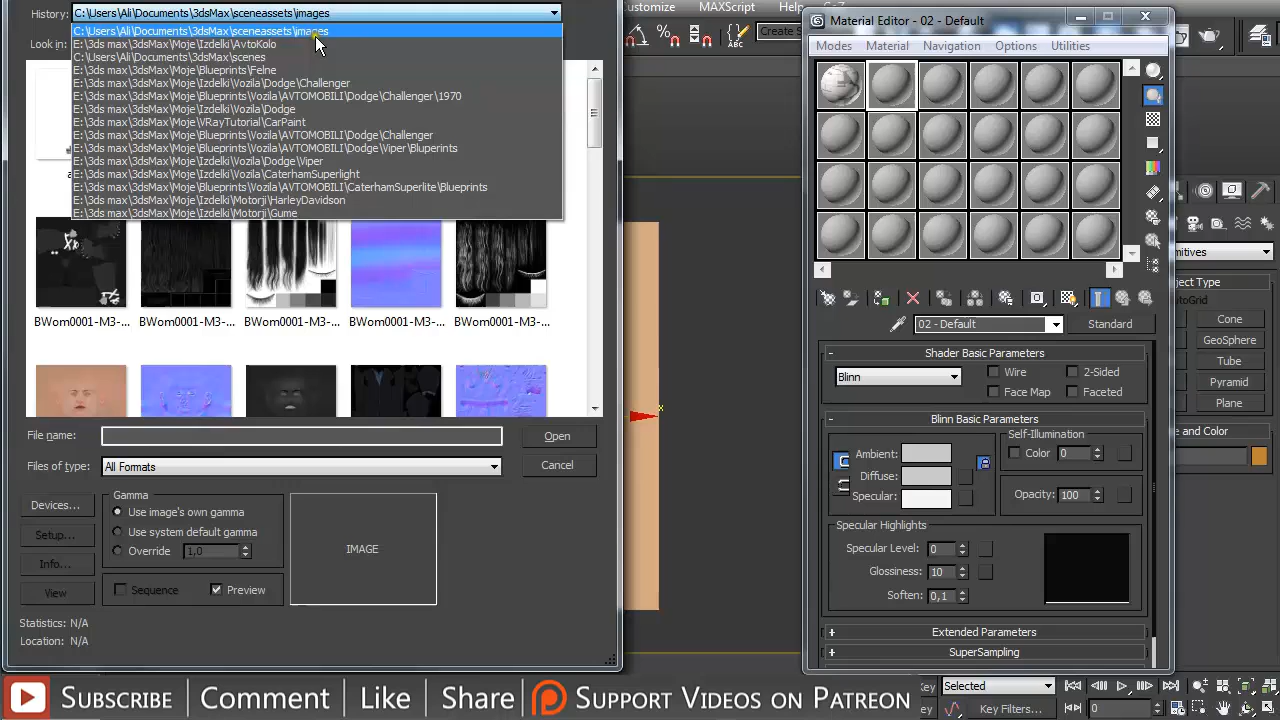 Customize
MAXScript
Help
GoZ
History:
C:\Users\Ali\Documents\3dsMax\sceneassets\images
Look in:
C:\Users\Ali\Documents\3dsMax\sceneassets\images
E:\3ds max\3dsMax\Moje\Izdelki\AvtoKolo
C:\Users\Ali\Documents\3dsMax\scenes
E:\3ds max\3dsMax\Moje\Blueprints\Felne
E:\3ds max\3dsMax\Moje\Izdelki\Vozila\Dodge\Challenger
E:\3ds max\3dsMax\Moje\Blueprints\Vozila\AVTOMOBILI\Dodge\Challenger\1970
E:\3ds max\3dsMax\Moje\Izdelki\Vozila\Dodge
E:\3ds max\3dsMax\Moje\VRayTutorial\CarPaint
E:\3ds max\3dsMax\Moje\Blueprints\Vozila\AVTOMOBILI\Dodge\Challenger
E:\3ds max\3dsMax\Moje\Blueprints\Vozila\AVTOMOBILI\Dodge\Viper\Bluperints
E:\3ds max\3dsMax\Moje\Izdelki\Vozila\Dodge\Viper
E:\3ds max\3dsMax\Moje\Izdelki\Vozila\CaterhamSuperlight
E:\3ds max\3dsMax\Moje\Blueprints\Vozila\AVTOMOBILI\CaterhamSuperlite\Blueprints
E:\3ds max\3dsMax\Moje\Izdelki\Motorji\HarleyDavidson
E:\3ds max\3dsMax\Moje\Izdelki\Motorji\Gume
BWom0001-M3-... BWom0001-M3-... BWom0001-M3-... BWom0001-M3-... BWom0001-M3-...
File name:
Open
Files of type:
All Formats
Cancel
Devices...
Setup...
Info...
View
Gamma
Use image's own gamma
Use system default gamma
Override
1,0
Sequence
Preview
IMAGE
Statistics: N/A
Location: N/A
Create Se
Material Editor - 02 - Default
Modes Material Navigation Options Utilities
02 - Default
Standard
Shader Basic Parameters
Blinn
Wire
2-Sided
Face Map
Faceted
Blinn Basic Parameters
Self-Illumination
Ambient:
Color 0
Diffuse:
Specular:
Opacity: 100
Specular Highlights
Specular Level: 0
Glossiness: 10
Soften: 0,1
Extended Parameters
SuperSampling
mitives
ject Type
utoGrid
Cone
GeoSphere
Tube
Pyramid
Plane
e and Color
x
Subscribe Comment Like Share Support Videos on Patreon
Key
Selected
ey
Key Filters...
0